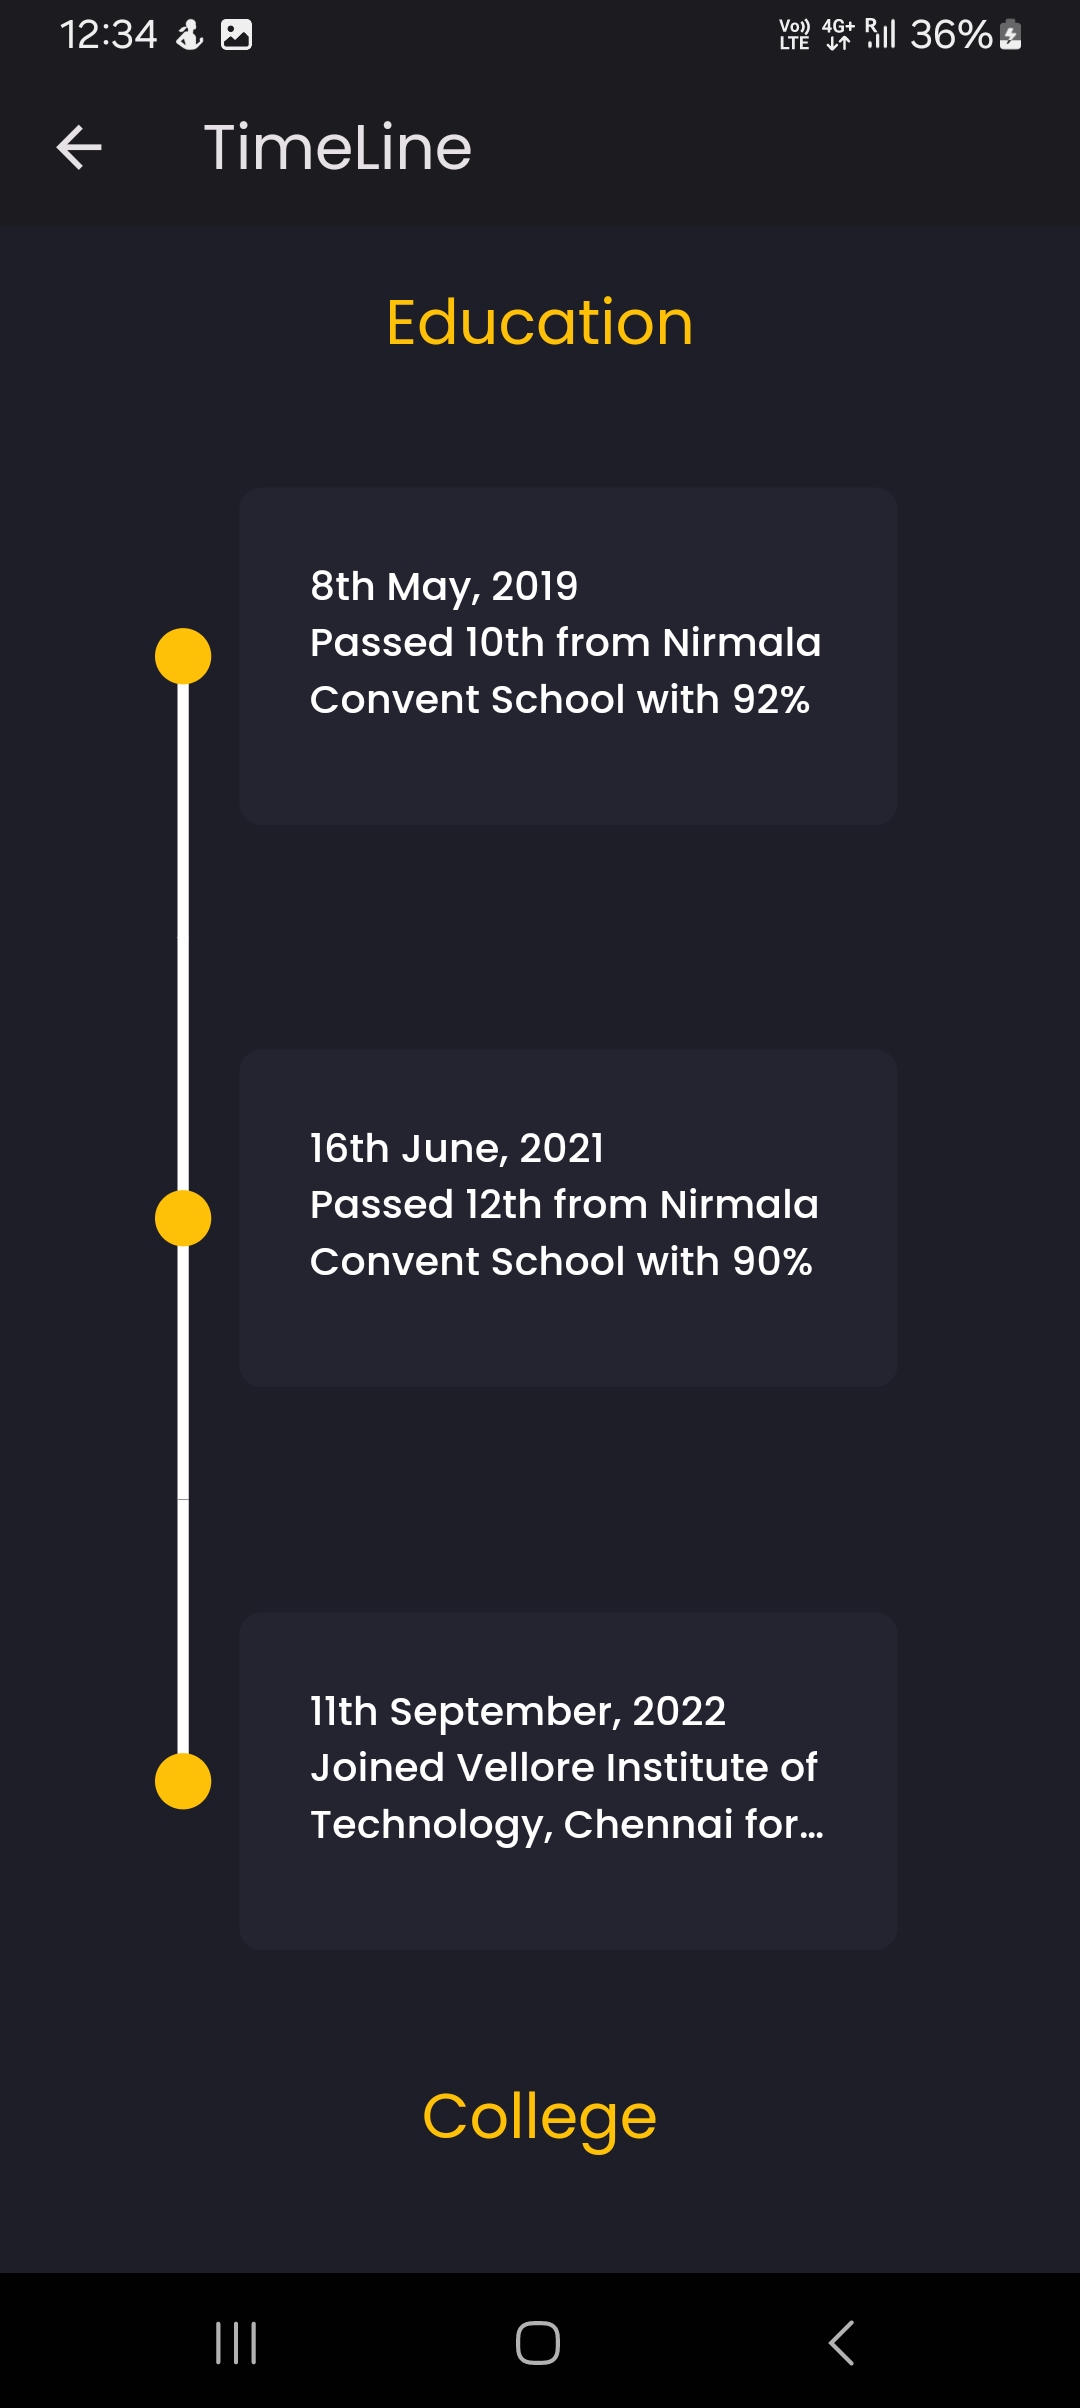 12:34
Vo)) LTE 4G+ R 36%
TimeLine
Education
8th May, 2019
Passed 10th from Nirmala
Convent School with 92%
16th June, 2021
Passed 12th from Nirmala
Convent School with 90%
11th September, 2022
Joined Vellore Institute of
Technology, Chennai for...
College